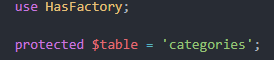 use HasFactory;
protected $table = 'categories';